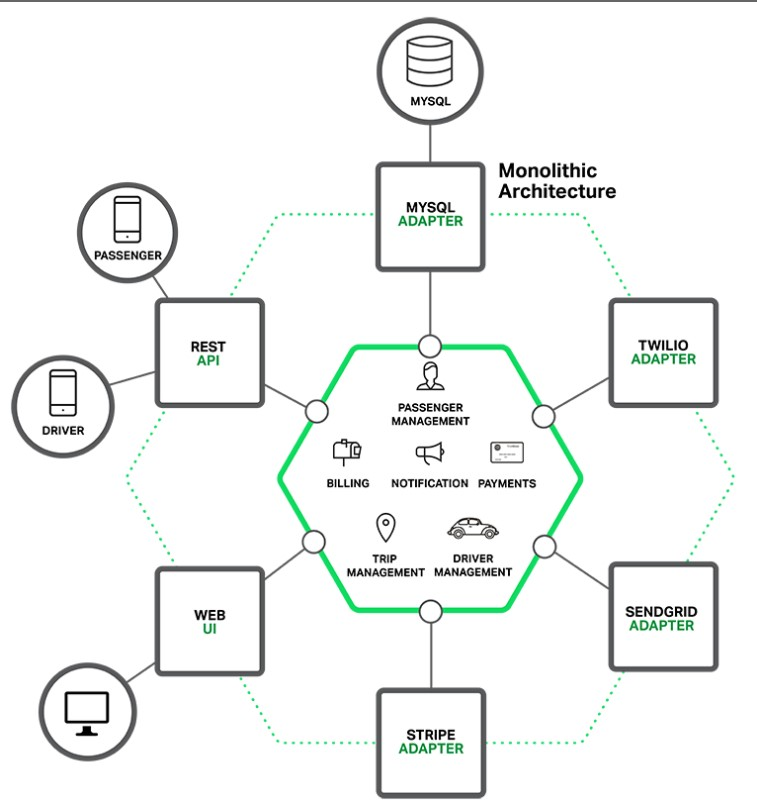 MYSQL
Monolithic
Architecture
MYSQL
ADAPTER
PASSENGER
REST
API
TWILIO
ADAPTER
DRIVER
PASSENGER
MANAGEMENT
BILLING
NOTIFICATION
PAYMENTS
TRIP
MANAGEMENT
DRIVER
MANAGEMENT
WEB
UI
SENDGRID
ADAPTER
STRIPE
ADAPTER